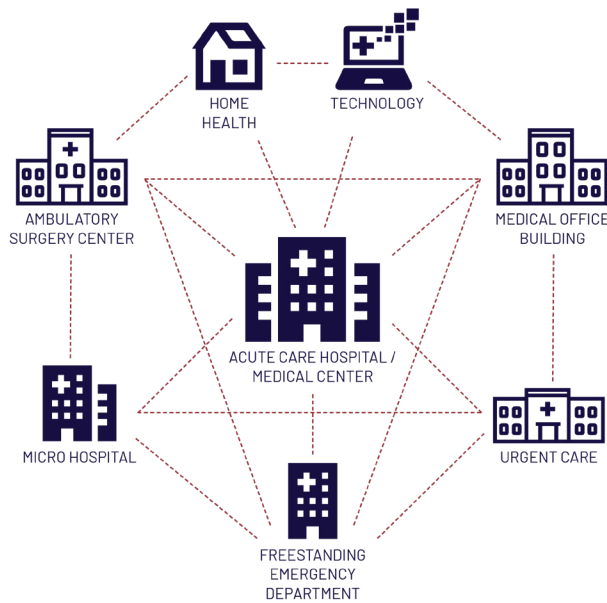 HOME
HEALTH
TECHNOLOGY
AMBULATORY
SURGERY CENTER
MEDICAL OFFICE
BUILDING
ACUTE CARE HOSPITAL /
MEDICAL CENTER
MICRO HOSPITAL
URGENT CARE
FREESTANDING
EMERGENCY
DEPARTMENT